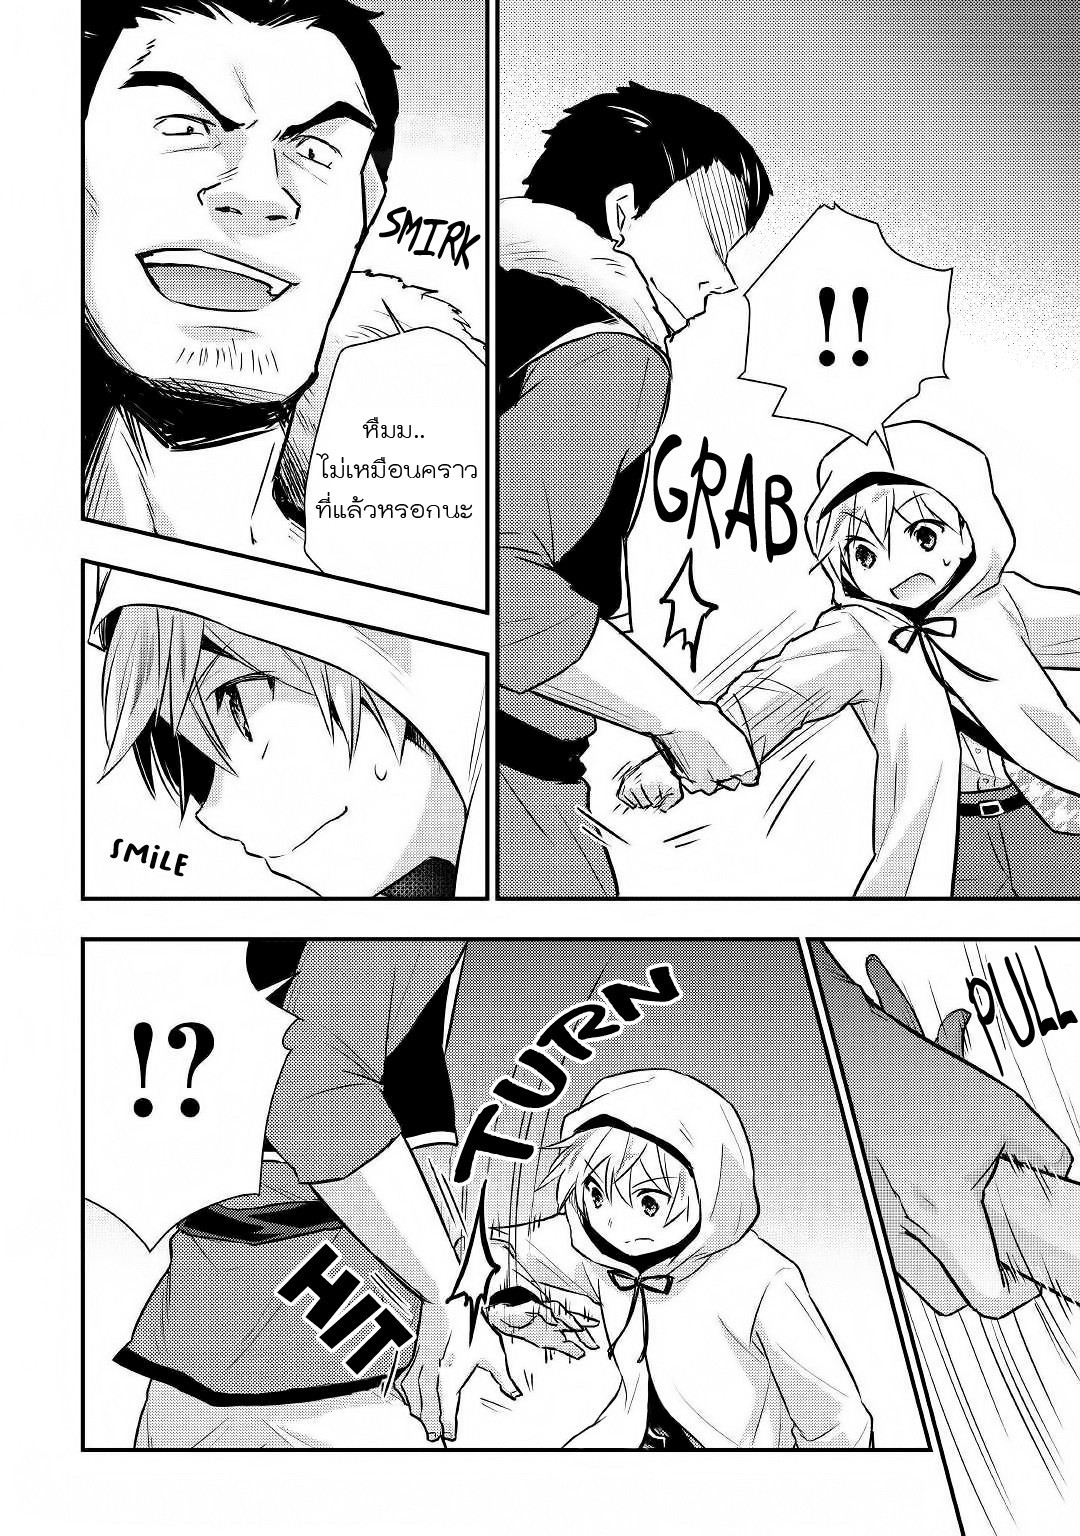 !!
GRAB
SMIRK
หืมม..
ไม่เหมือนคราว
ที่แล้วหรอกนะ
SMiLE
PULL
TURN
!?
HIT